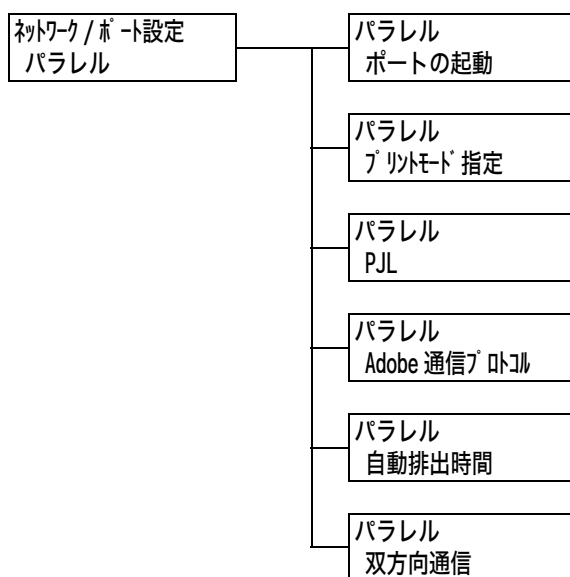 ﾈｯﾄﾜｰｸ / ﾎﾟｰﾄ設定
パラレル
パラレル
ポートの起動
パラレル
ﾌﾟﾘﾝﾄﾓｰﾄﾞ指定
パラレル
PJL
パラレル
Adobe 通信ﾌﾟﾛﾄｺﾙ
パラレル
自動排出時間
パラレル
双方向通信